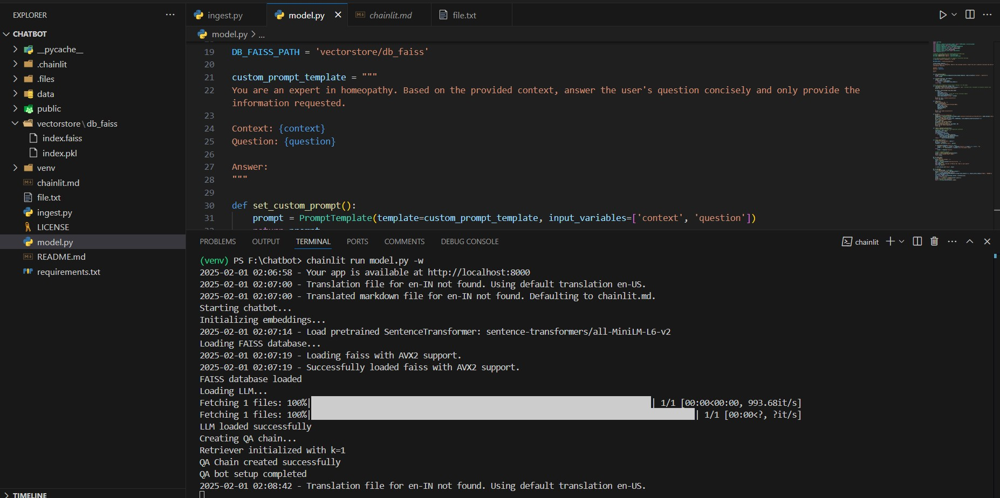 EXPLORER
CHATBOT
__pycache__
.chainlit
.files
data
public
vectorstore \ db_faiss
index.faiss
index.pkl
venv
chainlit.md
file.txt
ingest.py
LICENSE
model.py
README.md
requirements.txt
TIMELINE
ingest.py
model.py
chainlit.md
file.txt
model.py > ...
19 DB_FAISS_PATH = 'vectorstore/db_faiss'
20
21 custom_prompt_template = """
22 You are an expert in homeopathy. Based on the provided context, answer the user's question concisely and only provide the
information requested.
23
24 Context: {context}
25 Question: {question}
26
27 Answer:
28 """
29
30 def set_custom_prompt():
31 prompt = PromptTemplate(template=custom_prompt_template, input_variables=['context', 'question'])
PROBLEMS OUTPUT TERMINAL PORTS COMMENTS DEBUG CONSOLE
chainlit
(venv) PS F:\Chatbot> chainlit run model.py -w
2025-02-01 02:06:58 - Your app is available at http://localhost:8000
2025-02-01 02:07:00 - Translation file for en-IN not found. Using default translation en-US.
2025-02-01 02:07:00 - Translated markdown file for en-IN not found. Defaulting to chainlit.md.
Starting chatbot...
Initializing embeddings...
2025-02-01 02:07:14 - Load pretrained SentenceTransformer: sentence-transformers/all-MiniLM-L6-v2
Loading FAISS database...
2025-02-01 02:07:19 - Loading faiss with AVX2 support.
2025-02-01 02:07:19 - Successfully loaded faiss with AVX2 support.
FAISS database loaded
Loading LLM...
Fetching 1 files: 100%| | 1/1 [00:00<00:00, 993.68it/s]
Fetching 1 files: 100%| | 1/1 [00:00<?, ?it/s]
LLM loaded successfully
Creating QA chain...
Retriever initialized with k=1
QA Chain created successfully
QA bot setup completed
2025-02-01 02:08:42 - Translation file for en-IN not found. Using default translation en-US.